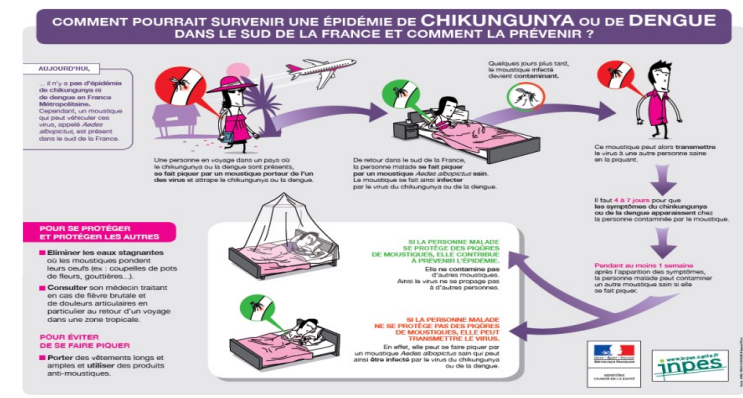 COMMENT POURRAIT SURVENIR UNE ÉPIDÉMIE DE CHIKUNGUNYA OU DE DENGUE
DANS LE SUD DE LA FRANCE ET COMMENT LA PRÉVENIR ?
AUJOURD'HUI,
... il n'y a pas d'épidémie
de chikungunya ni
de dengue en France
Métropolitaine.
Cependant, un moustique
qui peut véhiculer ces
virus, appelé Aedes
albopictus, est présent
dans le sud de la France.
Une personne en voyage dans un pays où
le chikungunya ou la dengue sont présents,
se fait piquer par un moustique porteur de l'un
des virus et attrape le chikungunya ou la dengue.
De retour dans le sud de la France,
la personne malade se fait piquer
par un moustique Aedes albopictus sain.
Le moustique se fait ainsi infecter
par le virus du chikungunya ou de la dengue.
Quelques jours plus tard,
le moustique infecté
devient contaminant.
Ce moustique peut alors transmettre
le virus à une autre personne saine
en la piquant.
Il faut 4 à 7 jours pour que
les symptômes du chinkungunya
ou de la dengue apparaissent chez
la personne contaminée par le moustique.
Pendant au moins 1 semaine
après l'apparition des symptômes,
la personne malade peut contaminer
un autre moustique sain si elle
se fait piquer.
SI LA PERSONNE MALADE
SE PROTÈGE DES PIQÛRES
DE MOUSTIQUES, ELLE CONTRIBUE
À PRÉVENIR L'ÉPIDÉMIE.
Elle ne contamine pas
d'autres moustiques.
Ainsi le virus ne se propage pas
à d'autres personnes.
SI LA PERSONNE MALADE
NE SE PROTÈGE PAS DES PIQÛRES
DE MOUSTIQUES, ELLE PEUT
TRANSMETTRE LE VIRUS.
En effet, elle peut se faire piquer par
un moustique Aedes albopictus sain qui peut
ainsi être infecté par le virus du chikungunya
ou de la dengue.
POUR SE PROTÉGER
ET PROTÉGER LES AUTRES
Eliminer les eaux stagnantes
où les moustiques pondent
leurs oeufs (ex : coupelles de pots
de fleurs, gouttières...).
Consulter son médecin traitant
en cas de fièvre brutale et
de douleurs articulaires en
particulier au retour d'un voyage
dans une zone tropicale.
POUR ÉVITER
DE SE FAIRE PIQUER
Porter des vêtements longs et
amples et utiliser des produits
anti-moustiques.
RÉPUBLIQUE FRANÇAISE
MINISTÈRE
CHARGÉ DE LA SANTÉ
www.inpes.sante.fr
inpes